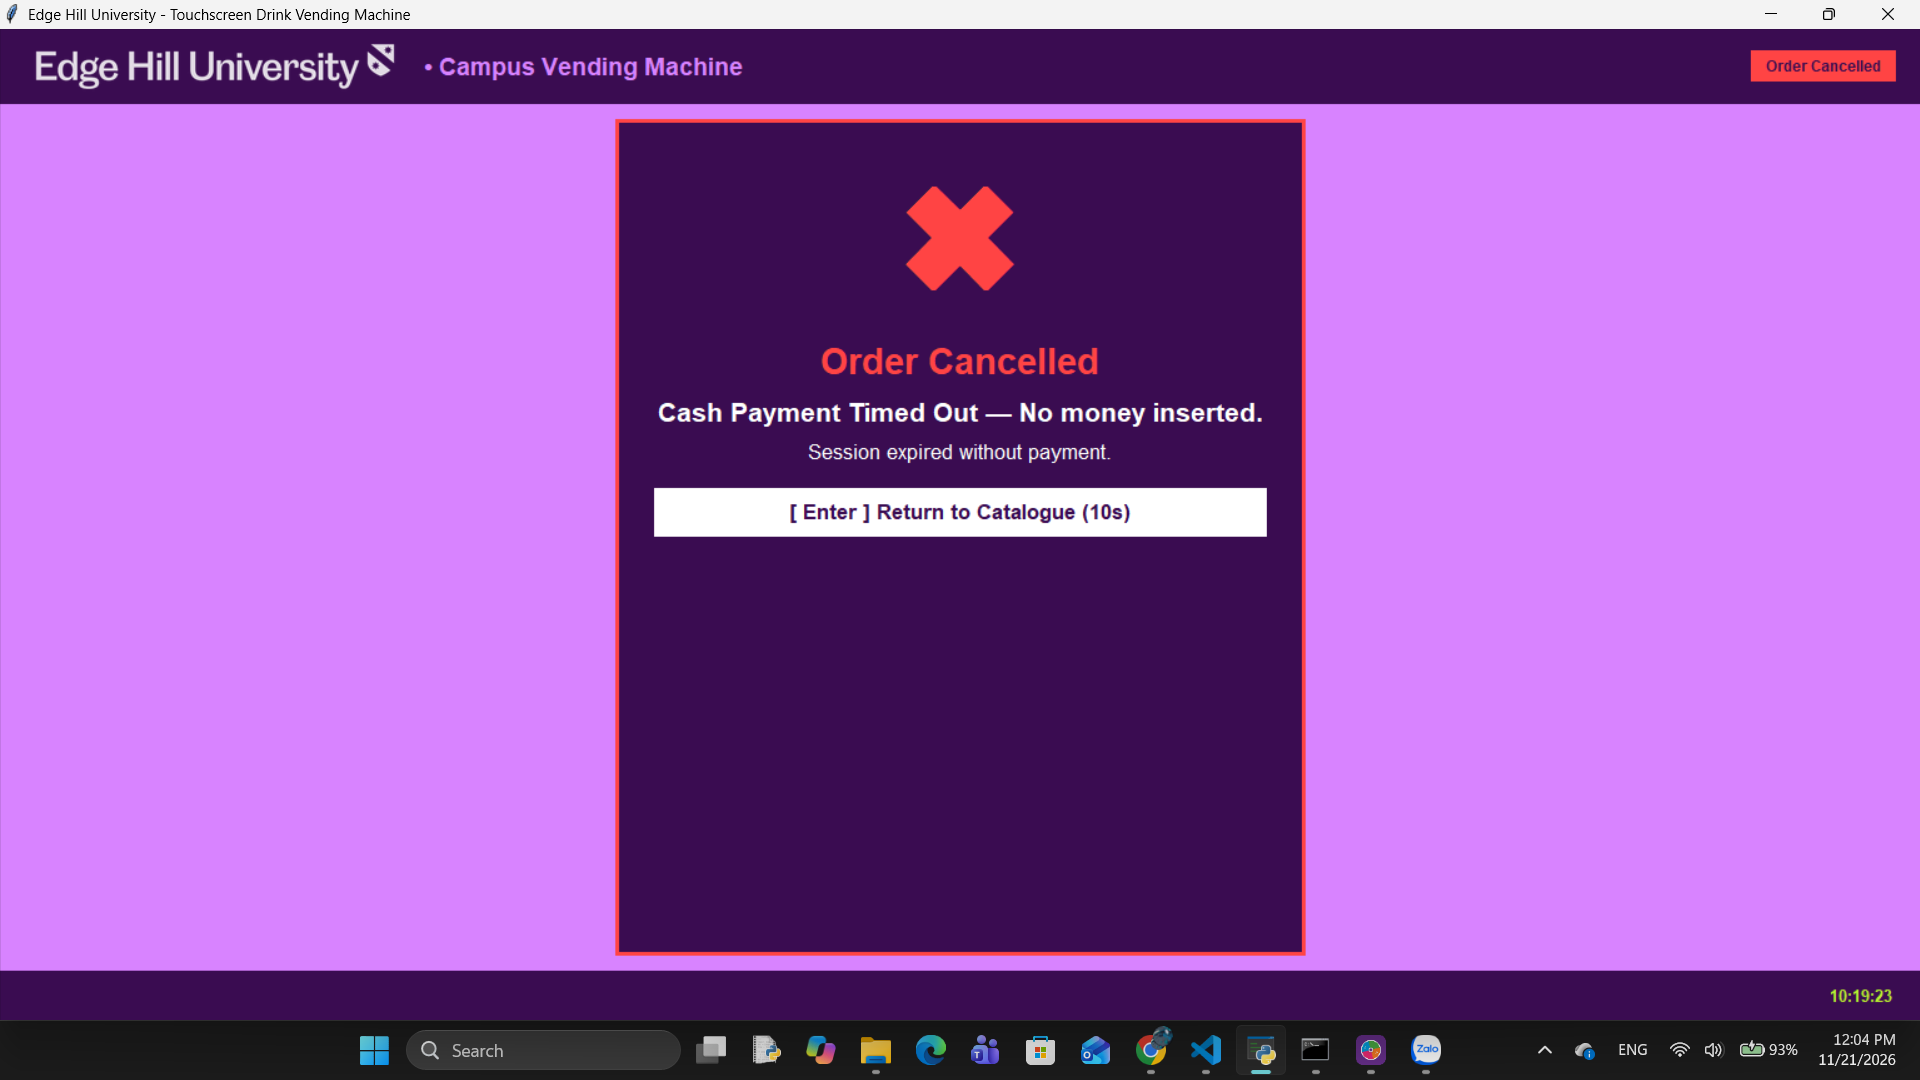 Edge Hill University - Touchscreen Drink Vending Machine
Edge Hill University • Campus Vending Machine
Order Cancelled
Order Cancelled
Cash Payment Timed Out — No money inserted.
Session expired without payment.
[ Enter ] Return to Catalogue (10s)
10:19:23
Search
Zalo
ENG
93%
12:04 PM
11/21/2026